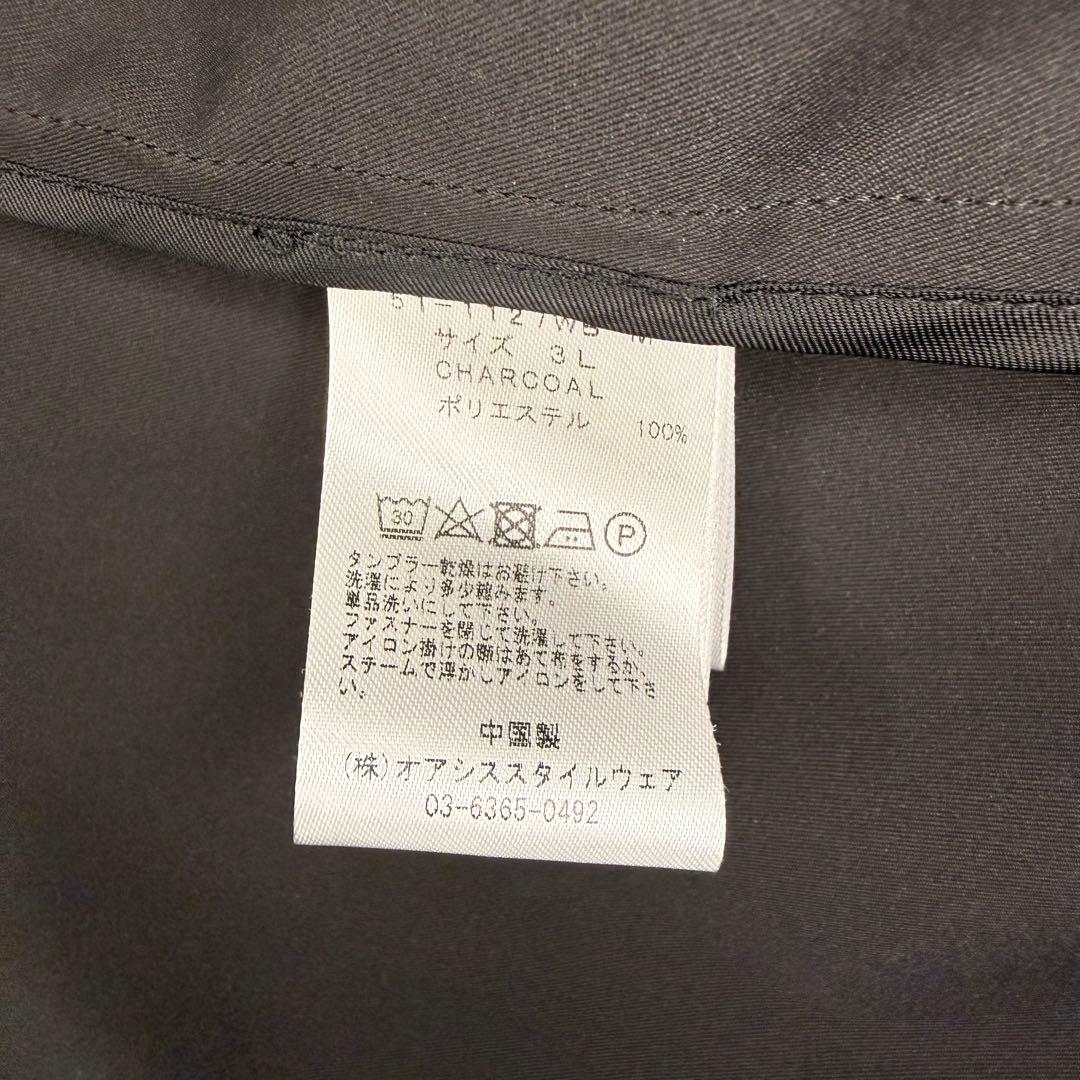 サイズ 3L
CHARCOAL
ポリエステル 100%
30
P
タンブラー乾燥はお避け下さい。
洗濯により多少縮みます。
単品洗いにして下さい。
ファスナーを閉じて洗濯して下さい。
アイロン掛けの際はあて布をするか、
スチームで浮かしアイロンをして下さ
い。
中国製
(株)オアシススタイルウェア
03-6365-0492